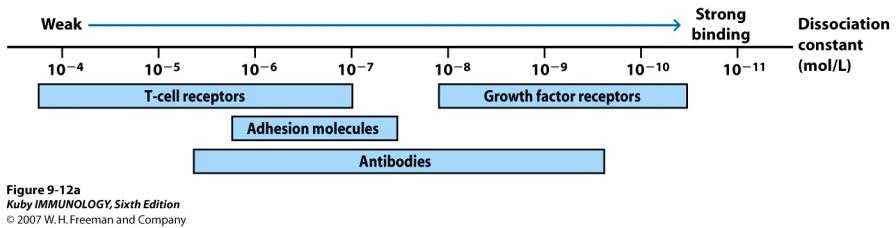 Weak
Strong
binding
Dissociation
constant
(mol/L)
10⁻⁴ 10⁻⁵ 10⁻⁶ 10⁻⁷ 10⁻⁸ 10⁻⁹ 10⁻¹⁰ 10⁻¹¹
T-cell receptors
Growth factor receptors
Adhesion molecules
Antibodies
Figure 9-12a
Kuby IMMUNOLOGY, Sixth Edition
© 2007 W. H. Freeman and Company